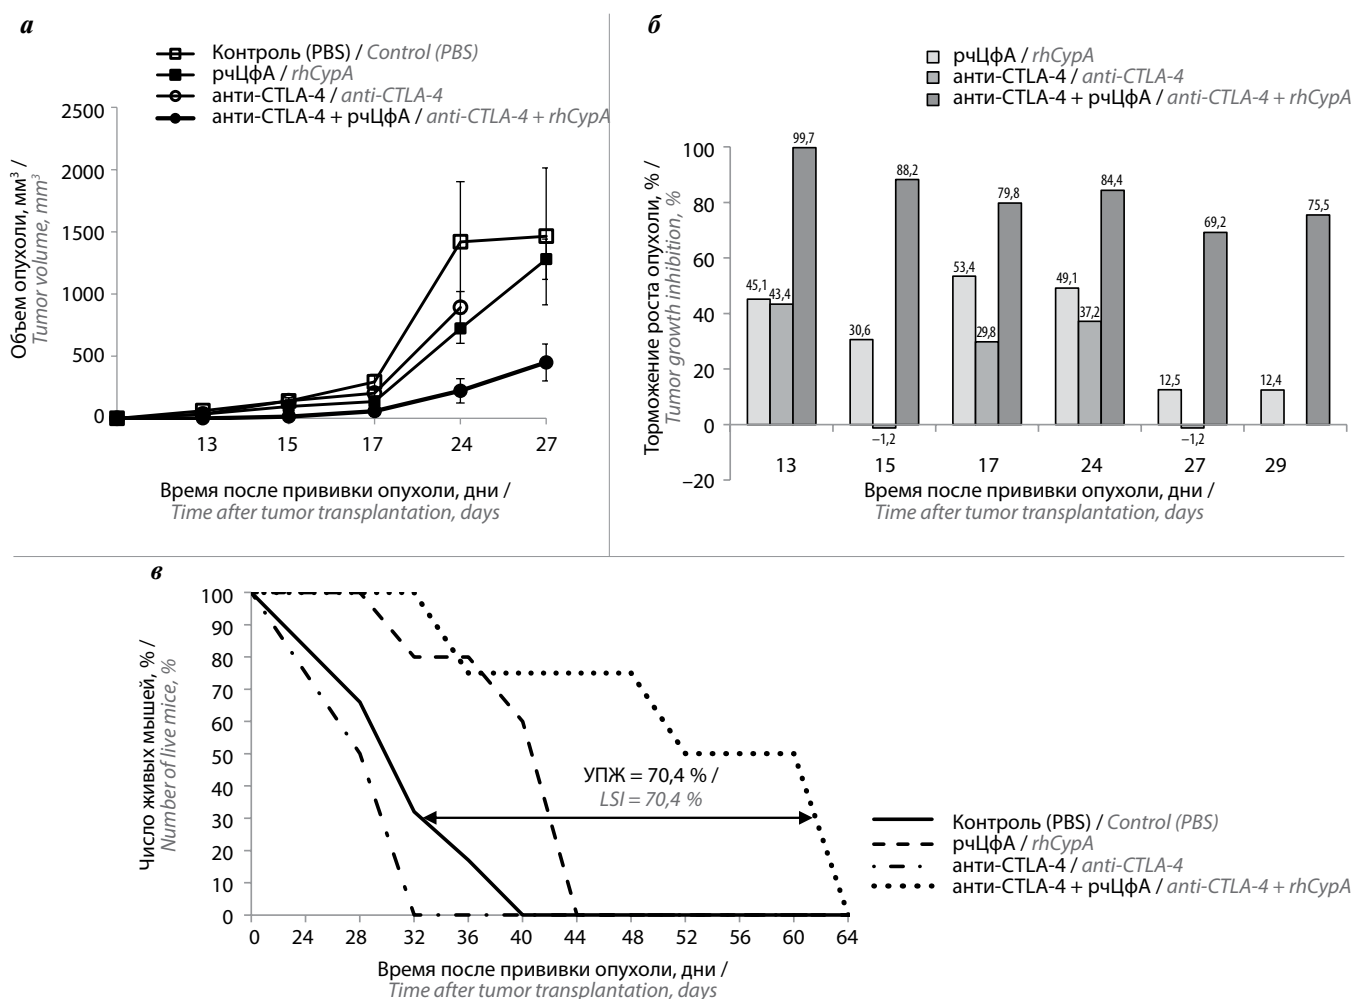 а
Контроль (PBS) / Control (PBS)
рчЦфА / rhCypA
анти-CTLA-4 / anti-CTLA-4
анти-CTLA-4 + рчЦфА / anti-CTLA-4 + rhCypA
Объем опухоли, мм³ /
Tumor volume, mm³
2500
2000
1500
1000
500
0
13 15 17 24 27
Время после прививки опухоли, дни /
Time after tumor transplantation, days
б
рчЦфА / rhCypA
анти-CTLA-4 / anti-CTLA-4
анти-CTLA-4 + рчЦфА / anti-CTLA-4 + rhCypA
Торможение роста опухоли, % /
Tumor growth inhibition, %
100
80
60
40
20
0
–20
45,1 43,4 99,7
30,6 –1,2 88,2
53,4 29,8 79,8
49,1 37,2 84,4
12,5 –1,2 69,2
12,4 75,5
13 15 17 24 27 29
Время после прививки опухоли, дни /
Time after tumor transplantation, days
в
Число живых мышей, % /
Number of live mice, %
100
90
80
70
60
50
40
30
20
10
0
УПЖ = 70,4 % /
LSI = 70,4 %
0 24 28 32 36 40 44 48 52 56 60 64
Время после прививки опухоли, дни /
Time after tumor transplantation, days
Контроль (PBS) / Control (PBS)
рчЦфА / rhCypA
анти-CTLA-4 / anti-CTLA-4
анти-CTLA-4 + рчЦфА / anti-CTLA-4 + rhCypA